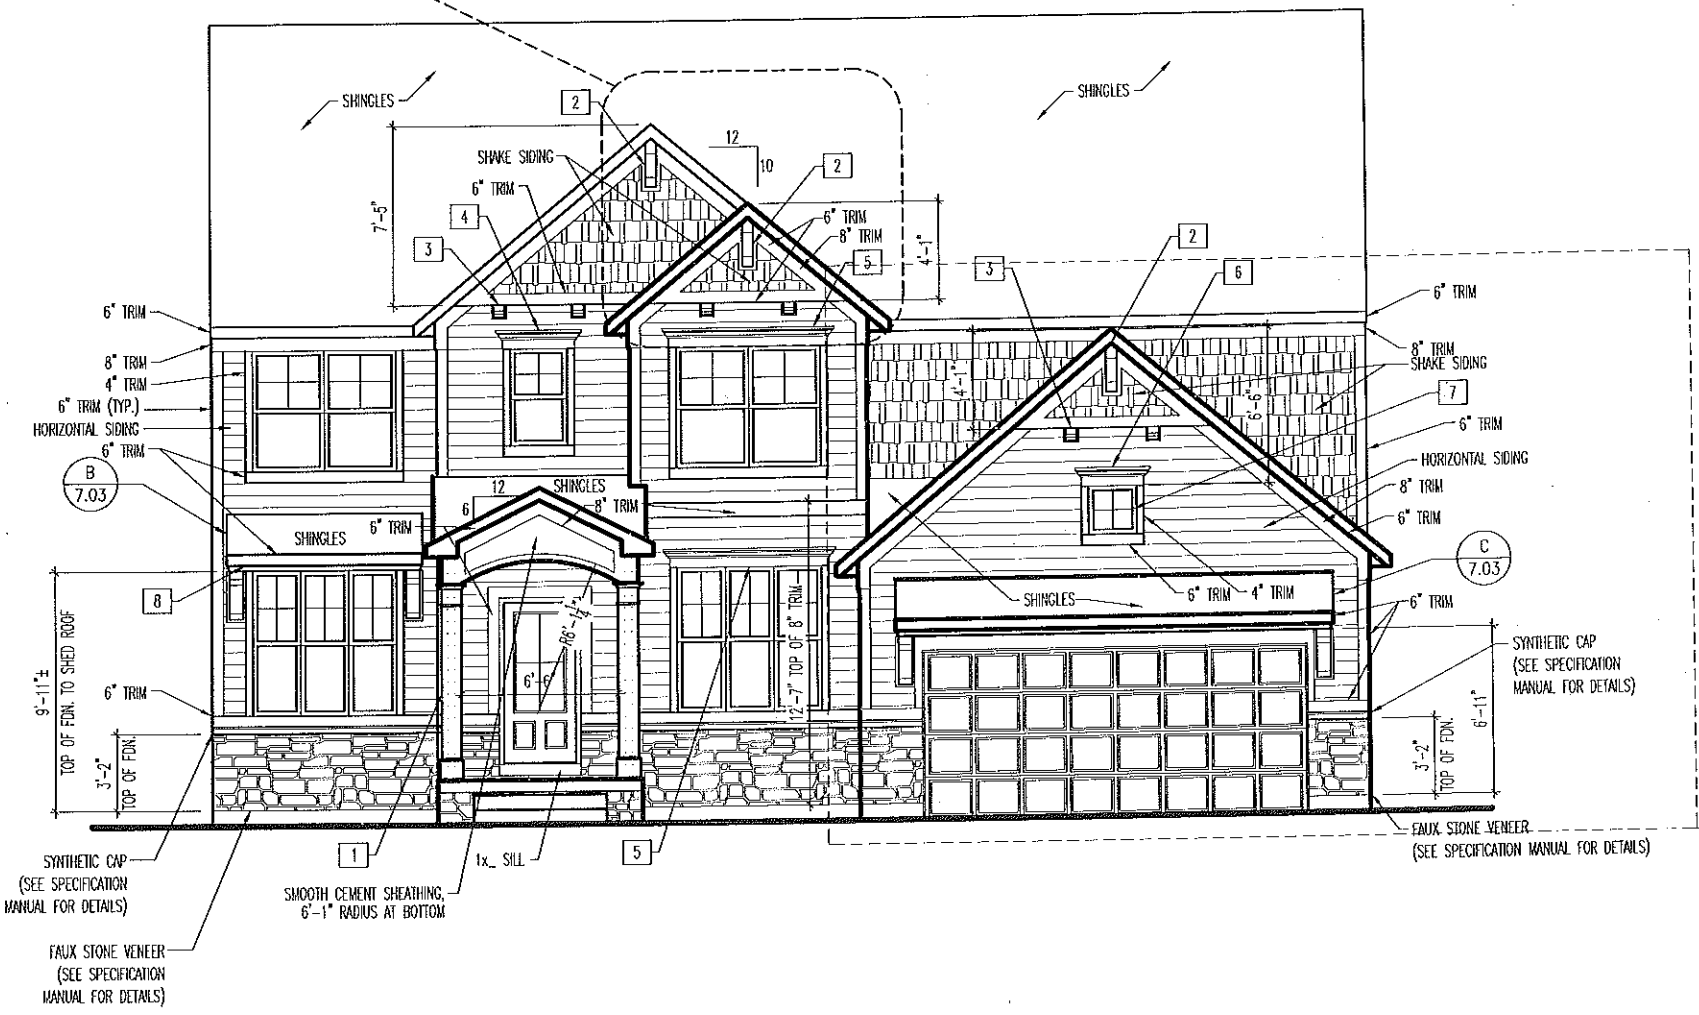 SHINGLES
SHINGLES
2
12
10
2
SHAKE SIDING
6" TRIM
7'-5"
4
3
6" TRIM
8" TRIM
5
4'-1"
2
3
6
6" TRIM
8" TRIM
4" TRIM
6" TRIM (TYP.)
HORIZONTAL SIDING
6" TRIM
B
7.03
6" TRIM
8" TRIM
SHAKE SIDING
7
4'-1"
6'-6"
6" TRIM
HORIZONTAL SIDING
8" TRIM
6" TRIM
C
7.03
12
6
SHINGLES
8" TRIM
6" TRIM
SHINGLES
8
SHINGLES
6" TRIM
4" TRIM
6" TRIM
R6'-1 1/4"
6'-6"
12'-7" TOP OF 8" TRIM
9'-11"±
TOP OF FDN. TO SHED ROOF
6" TRIM
3'-2"
TOP OF FDN.
SYNTHETIC CAP
(SEE SPECIFICATION
MANUAL FOR DETAILS)
6'-11"
3'-2"
TOP OF FDN.
FAUX STONE VENEER
(SEE SPECIFICATION MANUAL FOR DETAILS)
SYNTHETIC CAP
(SEE SPECIFICATION
MANUAL FOR DETAILS)
1
1x_ SILL
5
SMOOTH CEMENT SHEATHING,
6'-1" RADIUS AT BOTTOM
FAUX STONE VENEER
(SEE SPECIFICATION
MANUAL FOR DETAILS)